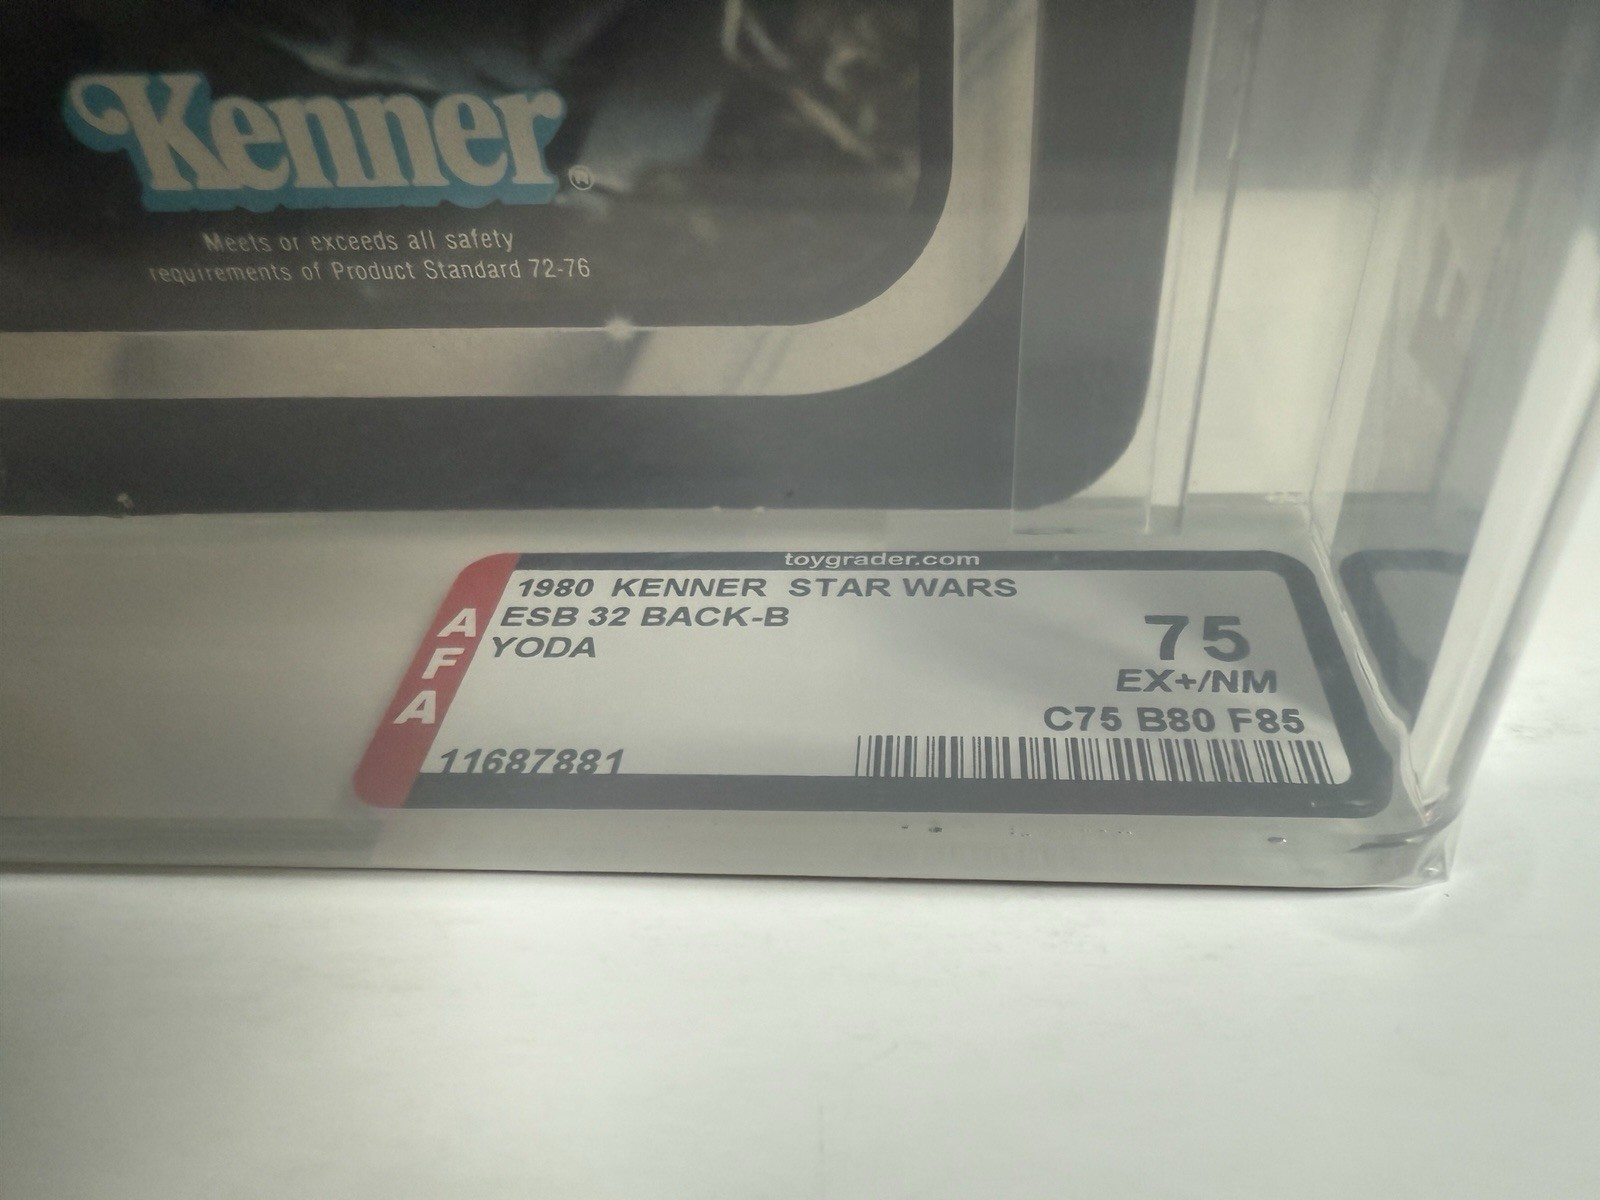 Kenner®
Meets or exceeds all safety
requirements of Product Standard 72-76
toygrader.com
AFA
1980 KENNER STAR WARS
ESB 32 BACK-B
YODA
75
EX+/NM
C75 B80 F85
11687881